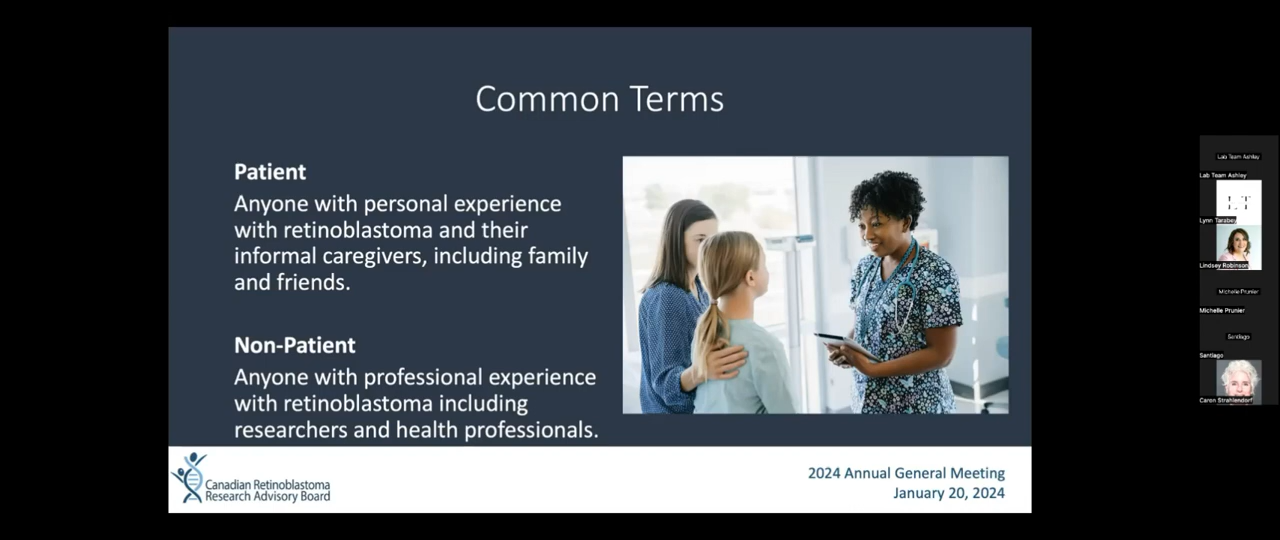 Common Terms
Patient
Anyone with personal experience
with retinoblastoma and their
informal caregivers, including family
and friends.
Non-Patient
Anyone with professional experience
with retinoblastoma including
researchers and health professionals.
Canadian Retinoblastoma
Research Advisory Board
2024 Annual General Meeting
January 20, 2024
Lab Team Ashley
Lab Team Ashley
LT
Lynn Tarabey
Lindsey Robinson
Michelle Prunier
Michelle Prunier
Santiago
Santiago
Caron Strahlendorf